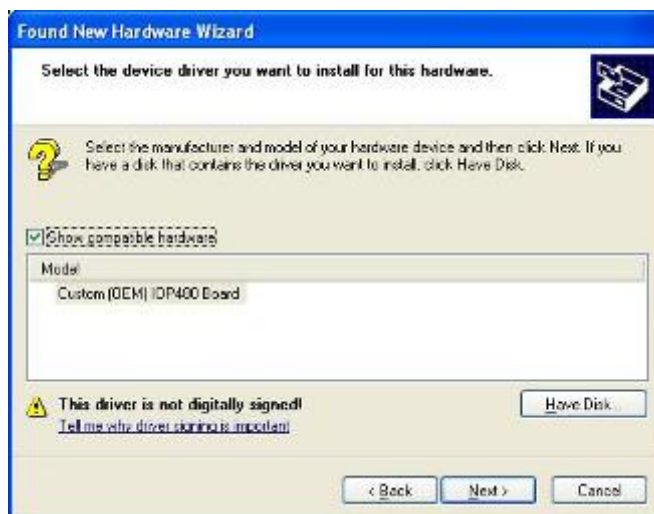 Found New Hardware Wizard
Select the device driver you want to install for this hardware.
Select the manufacturer and model of your hardware device and then click Next. If you
have a disk that contains the driver you want to install, click Have Disk.
Show compatible hardware
Model
Custom (OEM) IDP400 Board
This driver is not digitally signed!
Tell me why driver signing is important
Have Disk...
< Back
Next >
Cancel